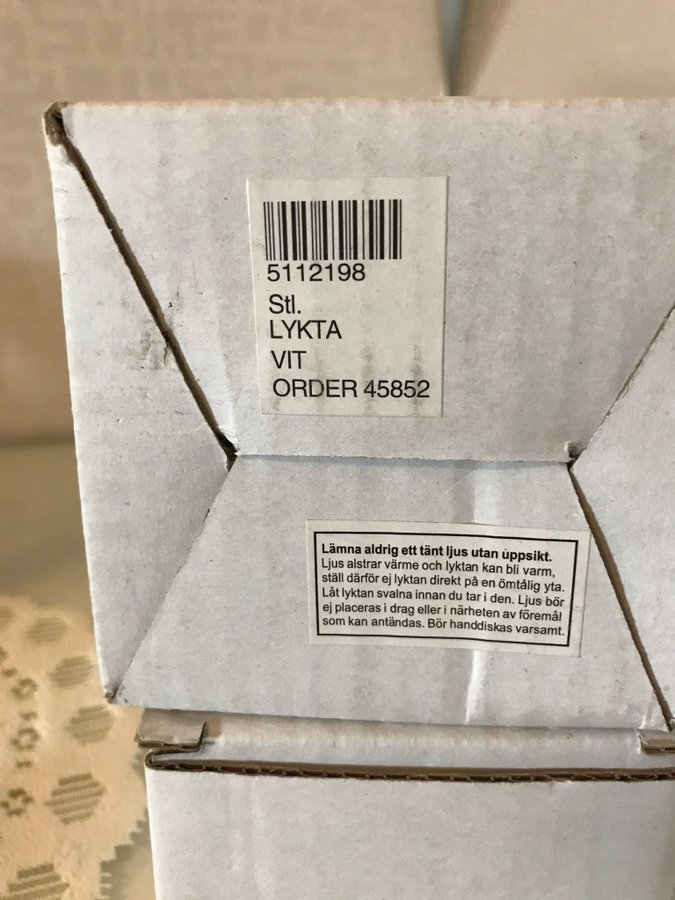 5112198
Stl.
LYKTA
VIT
ORDER 45852
Lämna aldrig ett tänt ljus utan uppsikt.
Ljus alstrar värme och lyktan kan bli varm,
ställ därför ej lyktan direkt på en ömtålig yta.
Låt lyktan svalna innan du tar i den. Ljus bör
ej placeras i drag eller i närheten av föremål
som kan antändas. Bör handdiskas varsamt.